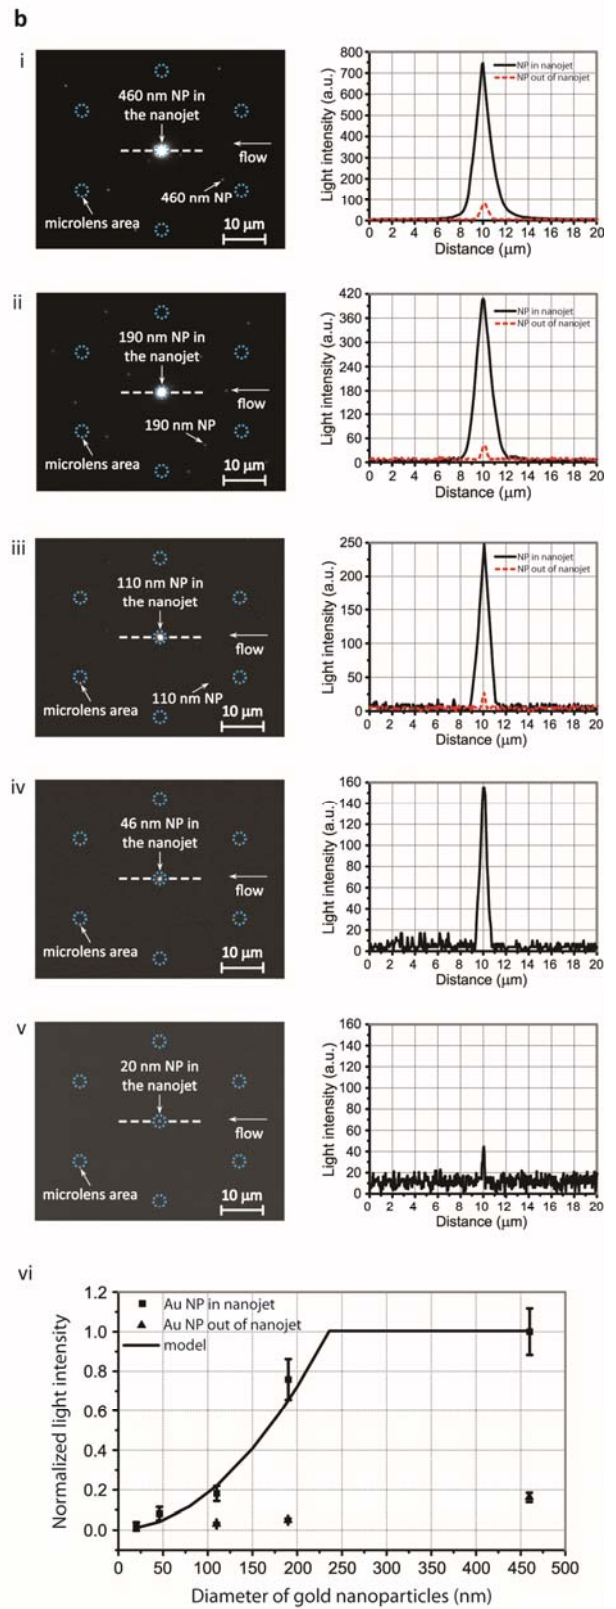 b
i
460 nm NP in
the nanojet
flow
460 nm NP
microlens area
10 μm
800
700
600
500
400
300
200
100
0
Light intensity (a.u.)
NP in nanojet
NP out of nanojet
0 2 4 6 8 10 12 14 16 18 20
Distance (μm)
ii
190 nm NP in
the nanojet
flow
190 nm NP
microlens area
10 μm
420
360
300
240
180
120
60
0
Light intensity (a.u.)
NP in nanojet
NP out of nanojet
0 2 4 6 8 10 12 14 16 18 20
Distance (μm)
iii
110 nm NP in
the nanojet
flow
110 nm NP
microlens area
10 μm
250
200
150
100
50
0
Light intensity (a.u.)
NP in nanojet
NP out of nanojet
0 2 4 6 8 10 12 14 16 18 20
Distance (μm)
iv
46 nm NP in
the nanojet
flow
microlens area
10 μm
160
140
120
100
80
60
40
20
0
Light intensity (a.u.)
0 2 4 6 8 10 12 14 16 18 20
Distance (μm)
v
20 nm NP in
the nanojet
flow
microlens area
10 μm
160
140
120
100
80
60
40
20
0
Light intensity (a.u.)
0 2 4 6 8 10 12 14 16 18 20
Distance (μm)
vi
1.2
1.0
0.8
0.6
0.4
0.2
0.0
Normalized light intensity
Au NP in nanojet
Au NP out of nanojet
model
0 50 100 150 200 250 300 350 400 450 500
Diameter of gold nanoparticles (nm)